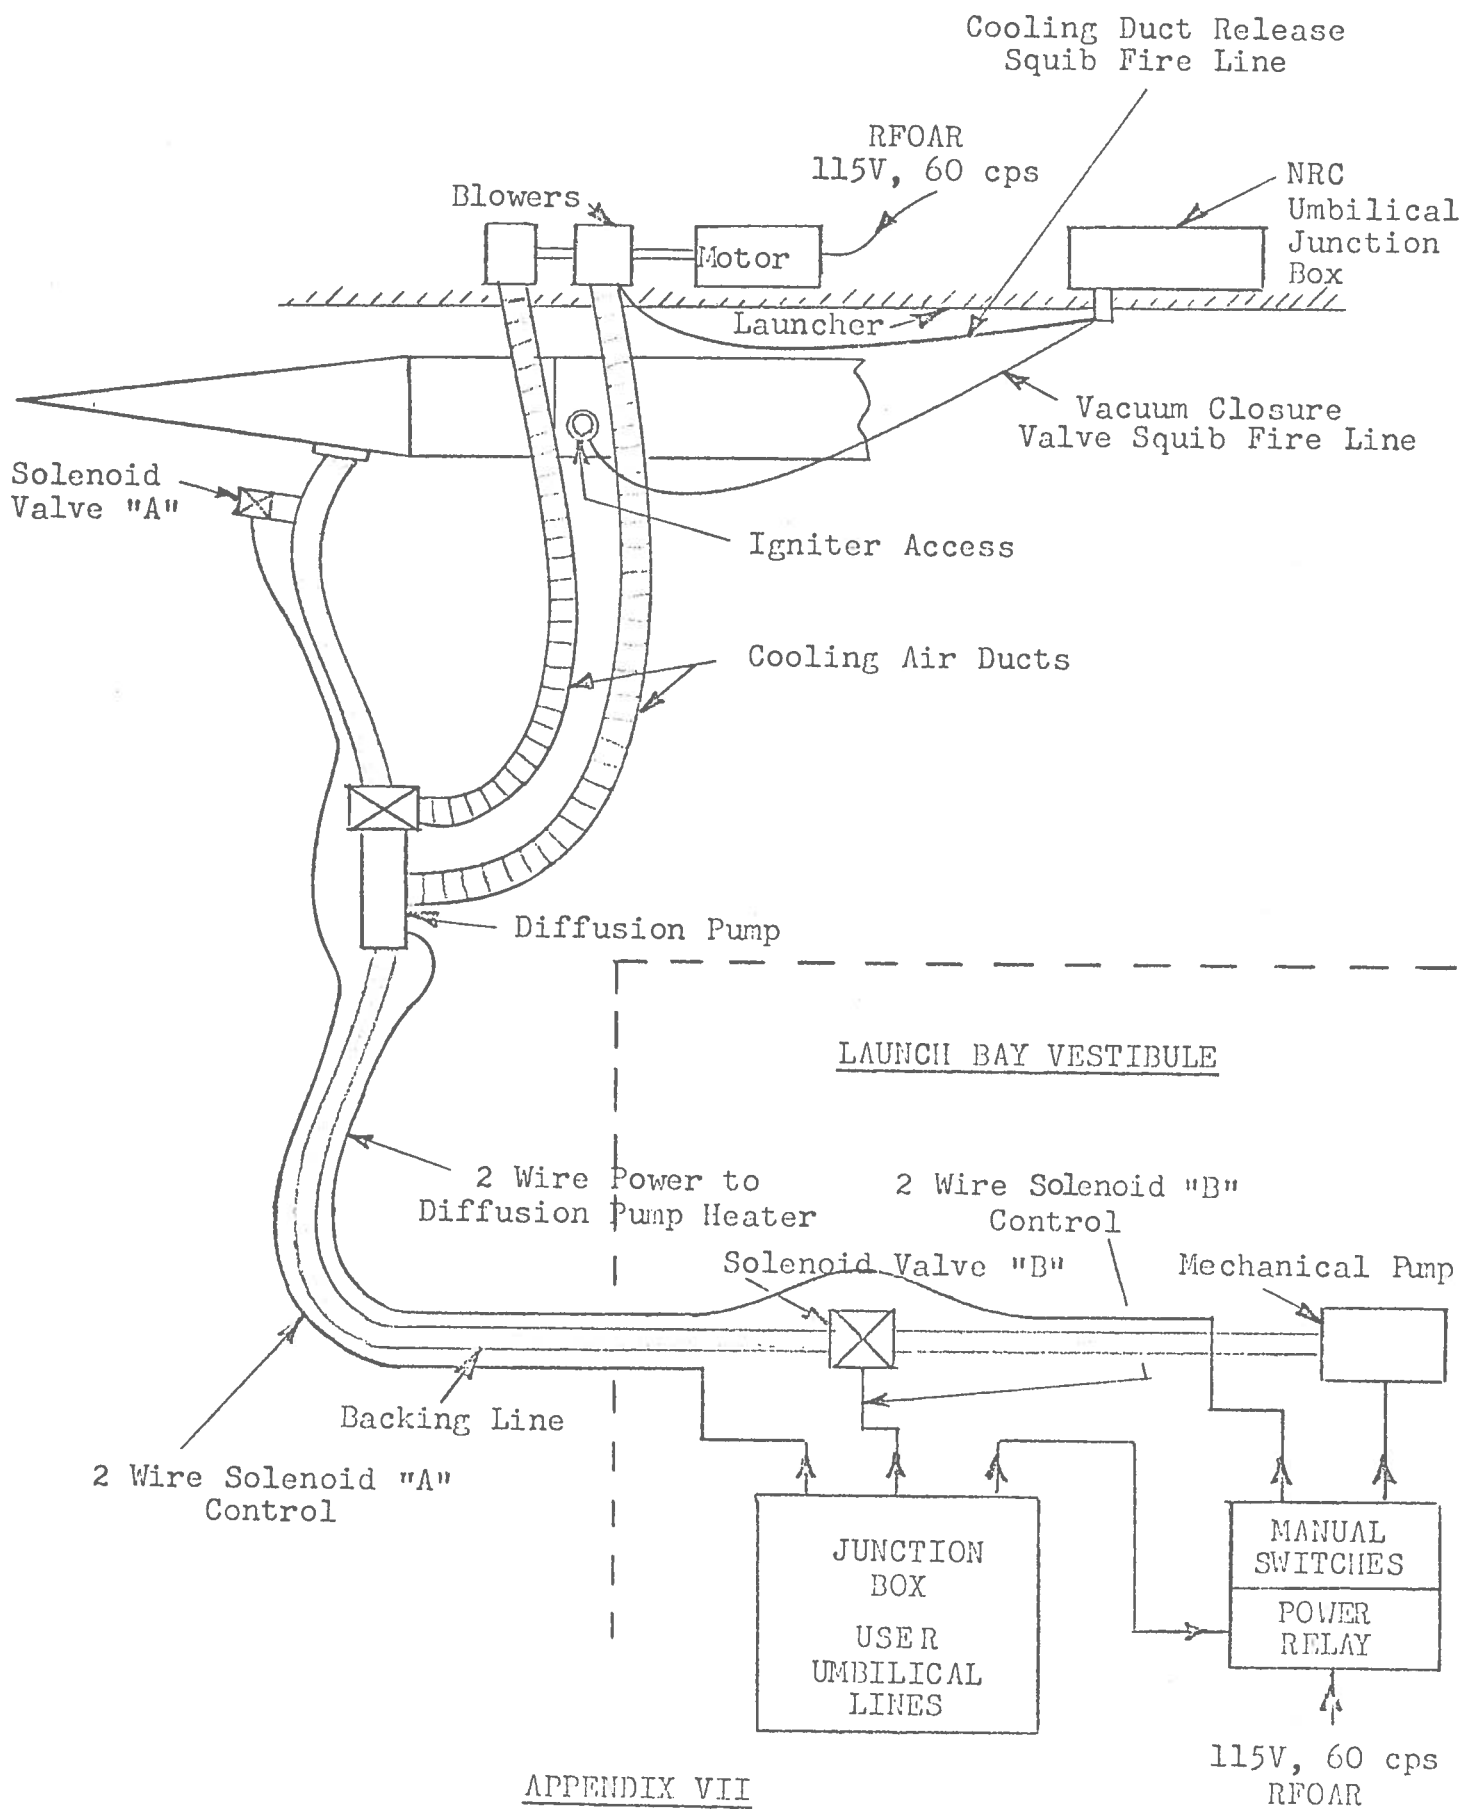 Cooling Duct Release
Squib Fire Line
RFOAR
115V, 60 cps
Blowers
NRC
Umbilical
Junction
Box
Motor
Launcher
Vacuum Closure
Valve Squib Fire Line
Solenoid
Valve "A"
Igniter Access
Cooling Air Ducts
Diffusion Pump
LAUNCH BAY VESTIBULE
2 Wire Power to
Diffusion Pump Heater
2 Wire Solenoid "B"
Control
Solenoid Valve "B"
Mechanical Pump
Backing Line
2 Wire Solenoid "A"
Control
JUNCTION
BOX
USER
UMBILICAL
LINES
MANUAL
SWITCHES
POWER
RELAY
115V, 60 cps
RFOAR
APPENDIX VII